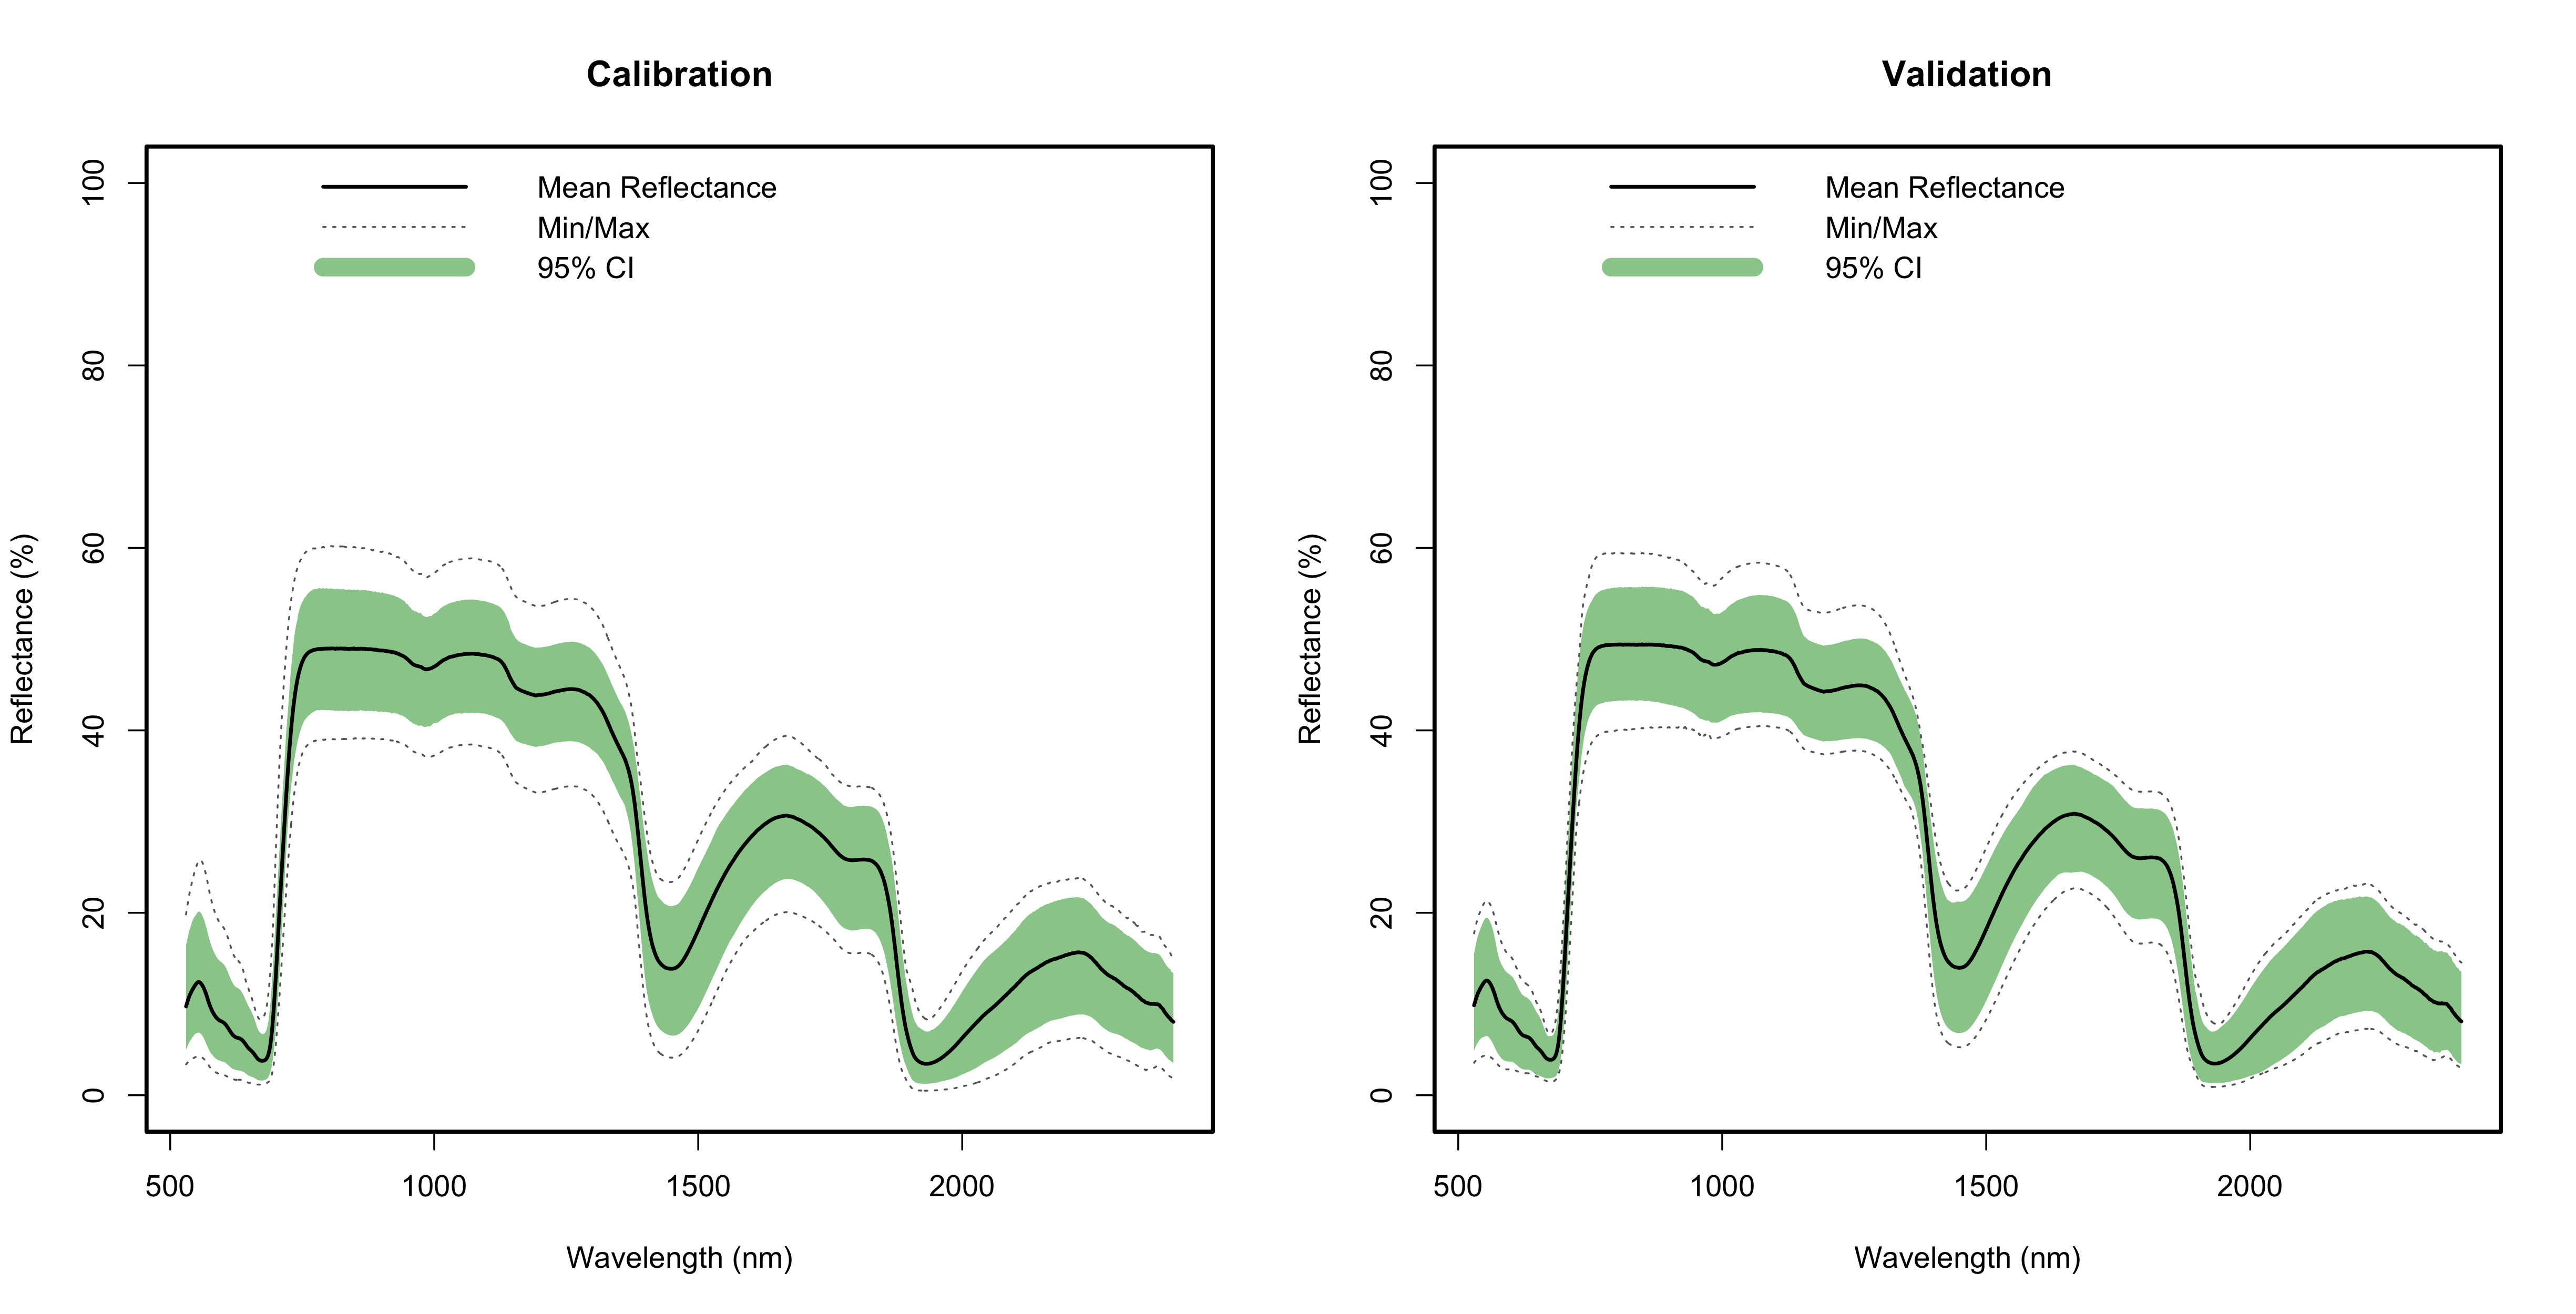 Calibration
Mean Reflectance
Min/Max
95% CI
Reflectance (%)
100
80
60
40
20
0
500 1000 1500 2000
Wavelength (nm)
Validation
Mean Reflectance
Min/Max
95% CI
Reflectance (%)
100
80
60
40
20
0
500 1000 1500 2000
Wavelength (nm)